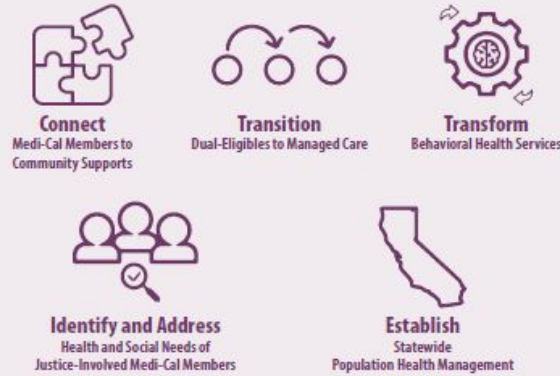 Connect
Medi-Cal Members to
Community Supports
Transition
Dual-Eligibles to Managed Care
Transform
Behavioral Health Services
Identify and Address
Health and Social Needs of
Justice-Involved Medi-Cal Members
Establish
Statewide
Population Health Management